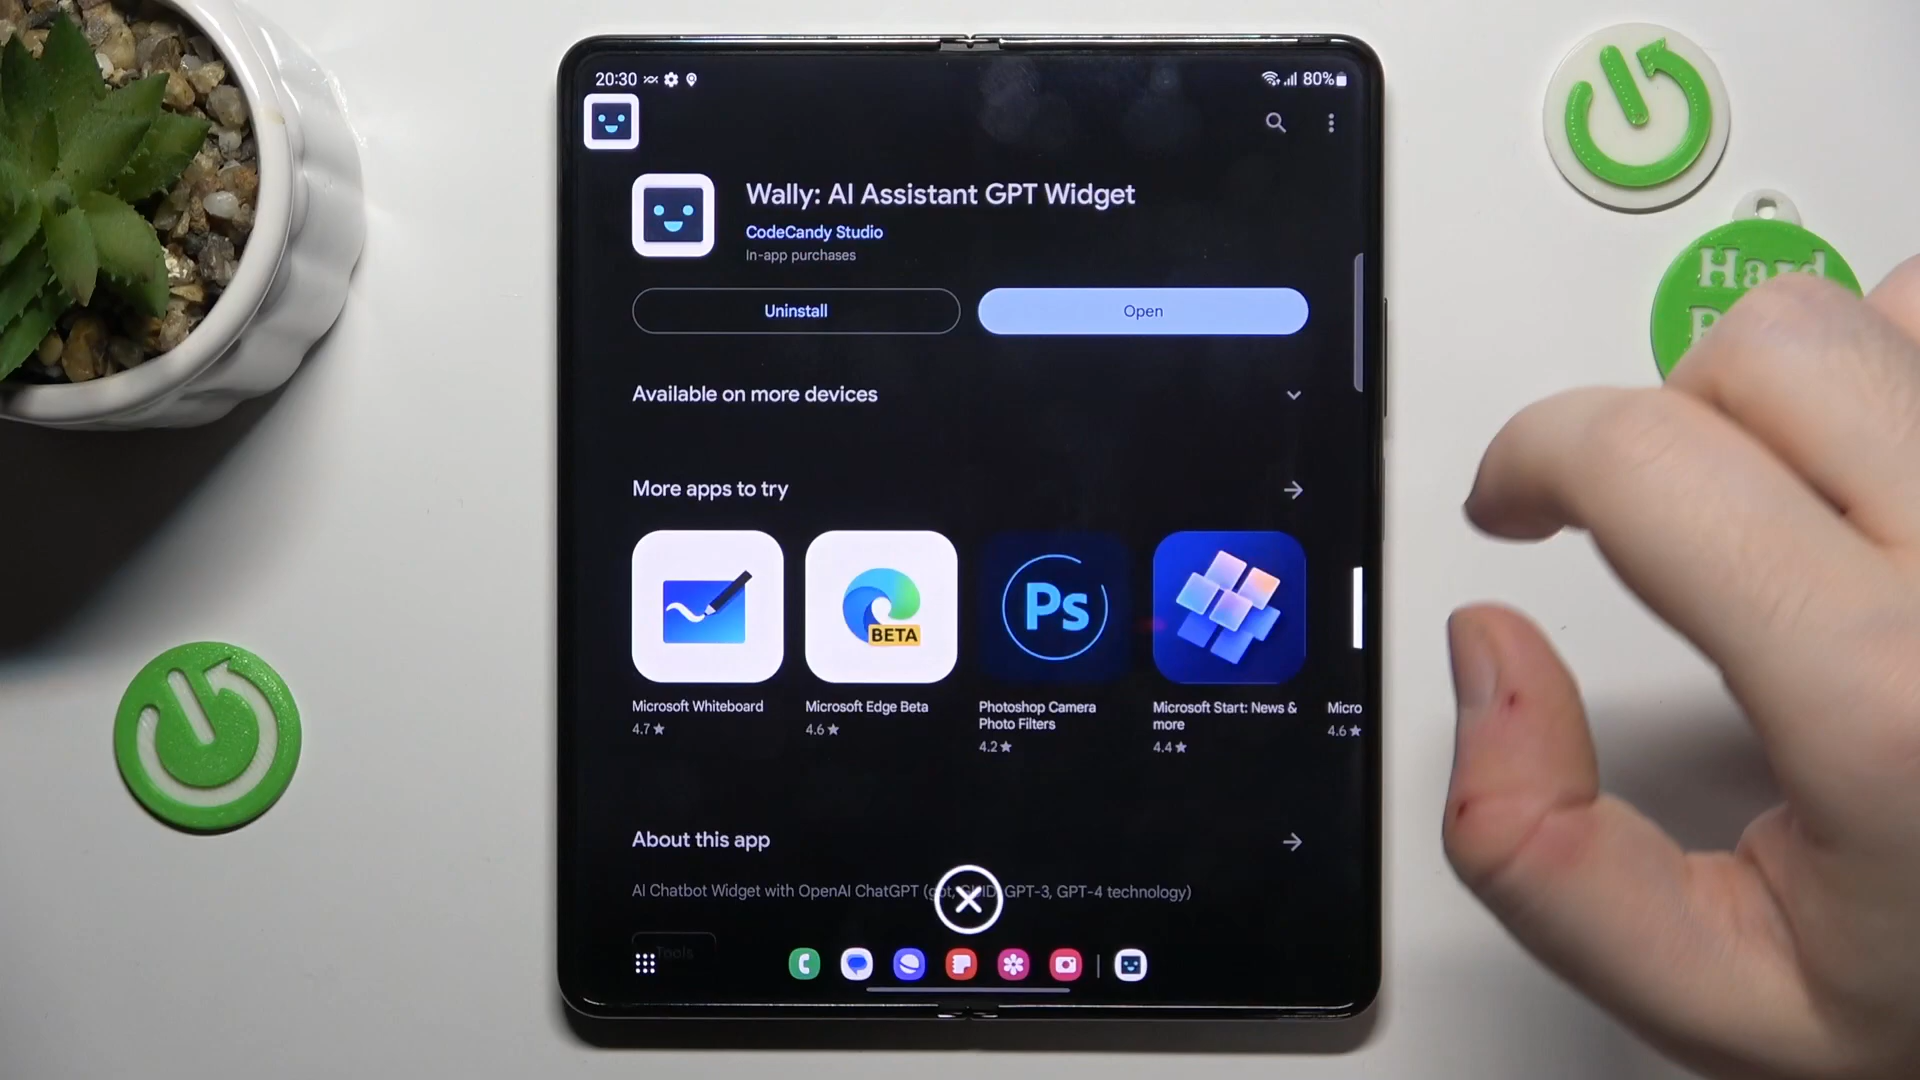 20:30
80%
Wally: AI Assistant GPT Widget
CodeCandy Studio
In-app purchases
Uninstall
Open
Available on more devices
More apps to try
BETA
Ps
Microsoft Whiteboard
Microsoft Edge Beta
Photoshop Camera
Photo Filters
Microsoft Start: News &
more
Micro
4.7★
4.6★
4.2★
4.4★
4.6★
About this app
AI Chatbot Widget with OpenAI ChatGPT (gpt, GPT-3, GPT-4 technology)
Tools
Hard